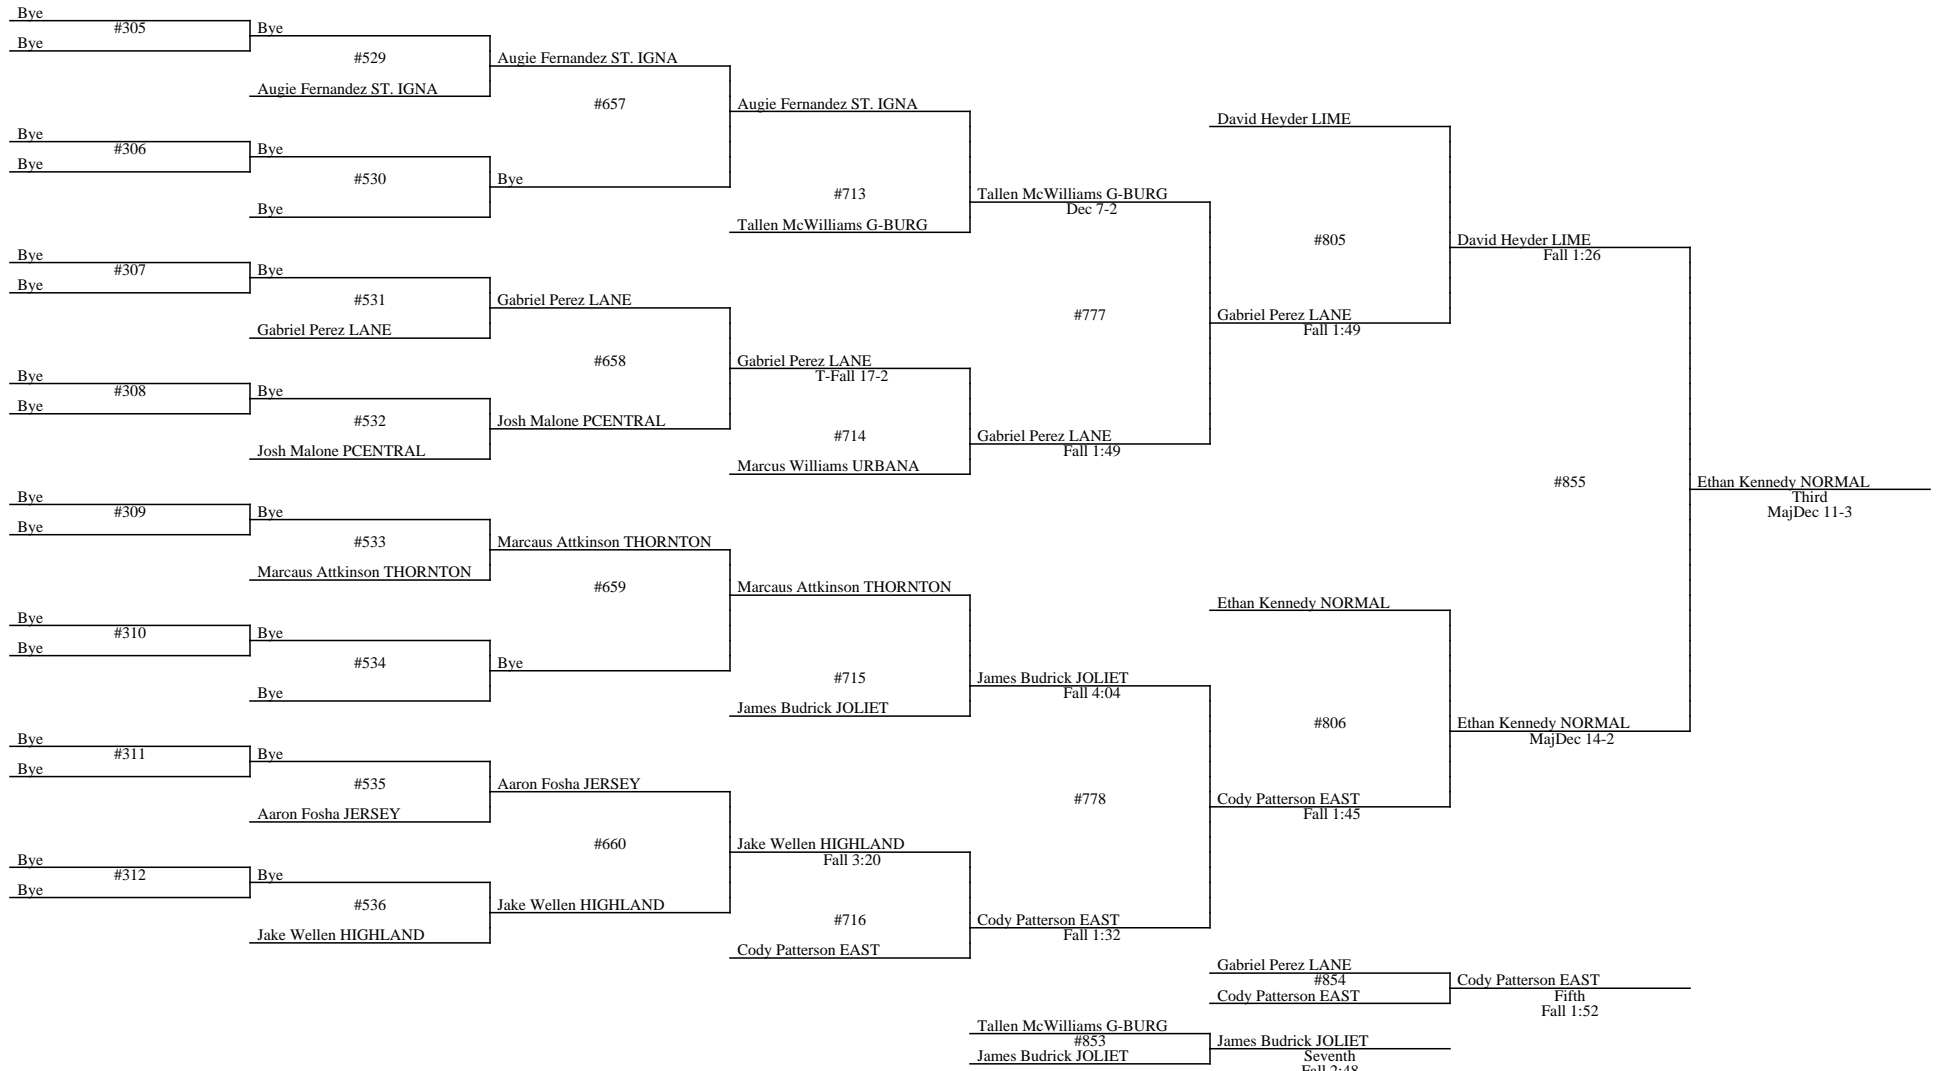 Bye
#305
Bye
Bye
#529
Augie Fernandez ST. IGNA
Augie Fernandez ST. IGNA
#657
Bye
#306
Bye
Bye
#530
Bye
Bye
Augie Fernandez ST. IGNA
#713
Tallen McWilliams G-BURG
Tallen McWilliams G-BURG
Dec 7-2
Bye
#307
Bye
Bye
#531
Gabriel Perez LANE
Gabriel Perez LANE
#658
Bye
#308
Bye
Bye
#532
Josh Malone PCENTRAL
Josh Malone PCENTRAL
Gabriel Perez LANE
T-Fall 17-2
#714
Marcus Williams URBANA
Gabriel Perez LANE
Fall 1:49
#777
David Heyder LIME
#805
Gabriel Perez LANE
Fall 1:49
David Heyder LIME
Fall 1:26
Bye
#309
Bye
Bye
#533
Marcaus Attkinson THORNTON
Marcaus Attkinson THORNTON
#659
Bye
#310
Bye
Bye
#534
Bye
Bye
Marcaus Attkinson THORNTON
#715
James Budrick JOLIET
James Budrick JOLIET
Fall 4:04
Bye
#311
Bye
Bye
#535
Aaron Fosha JERSEY
Aaron Fosha JERSEY
#660
Bye
#312
Bye
Bye
#536
Jake Wellen HIGHLAND
Jake Wellen HIGHLAND
Jake Wellen HIGHLAND
Fall 3:20
#716
Cody Patterson EAST
Cody Patterson EAST
Fall 1:32
#778
Ethan Kennedy NORMAL
#806
Cody Patterson EAST
Fall 1:45
Ethan Kennedy NORMAL
MajDec 14-2
#855
Ethan Kennedy NORMAL
Third
MajDec 11-3
Gabriel Perez LANE
#854
Cody Patterson EAST
Cody Patterson EAST
Fifth
Fall 1:52
Tallen McWilliams G-BURG
#853
James Budrick JOLIET
James Budrick JOLIET
Seventh
Fall 2:48